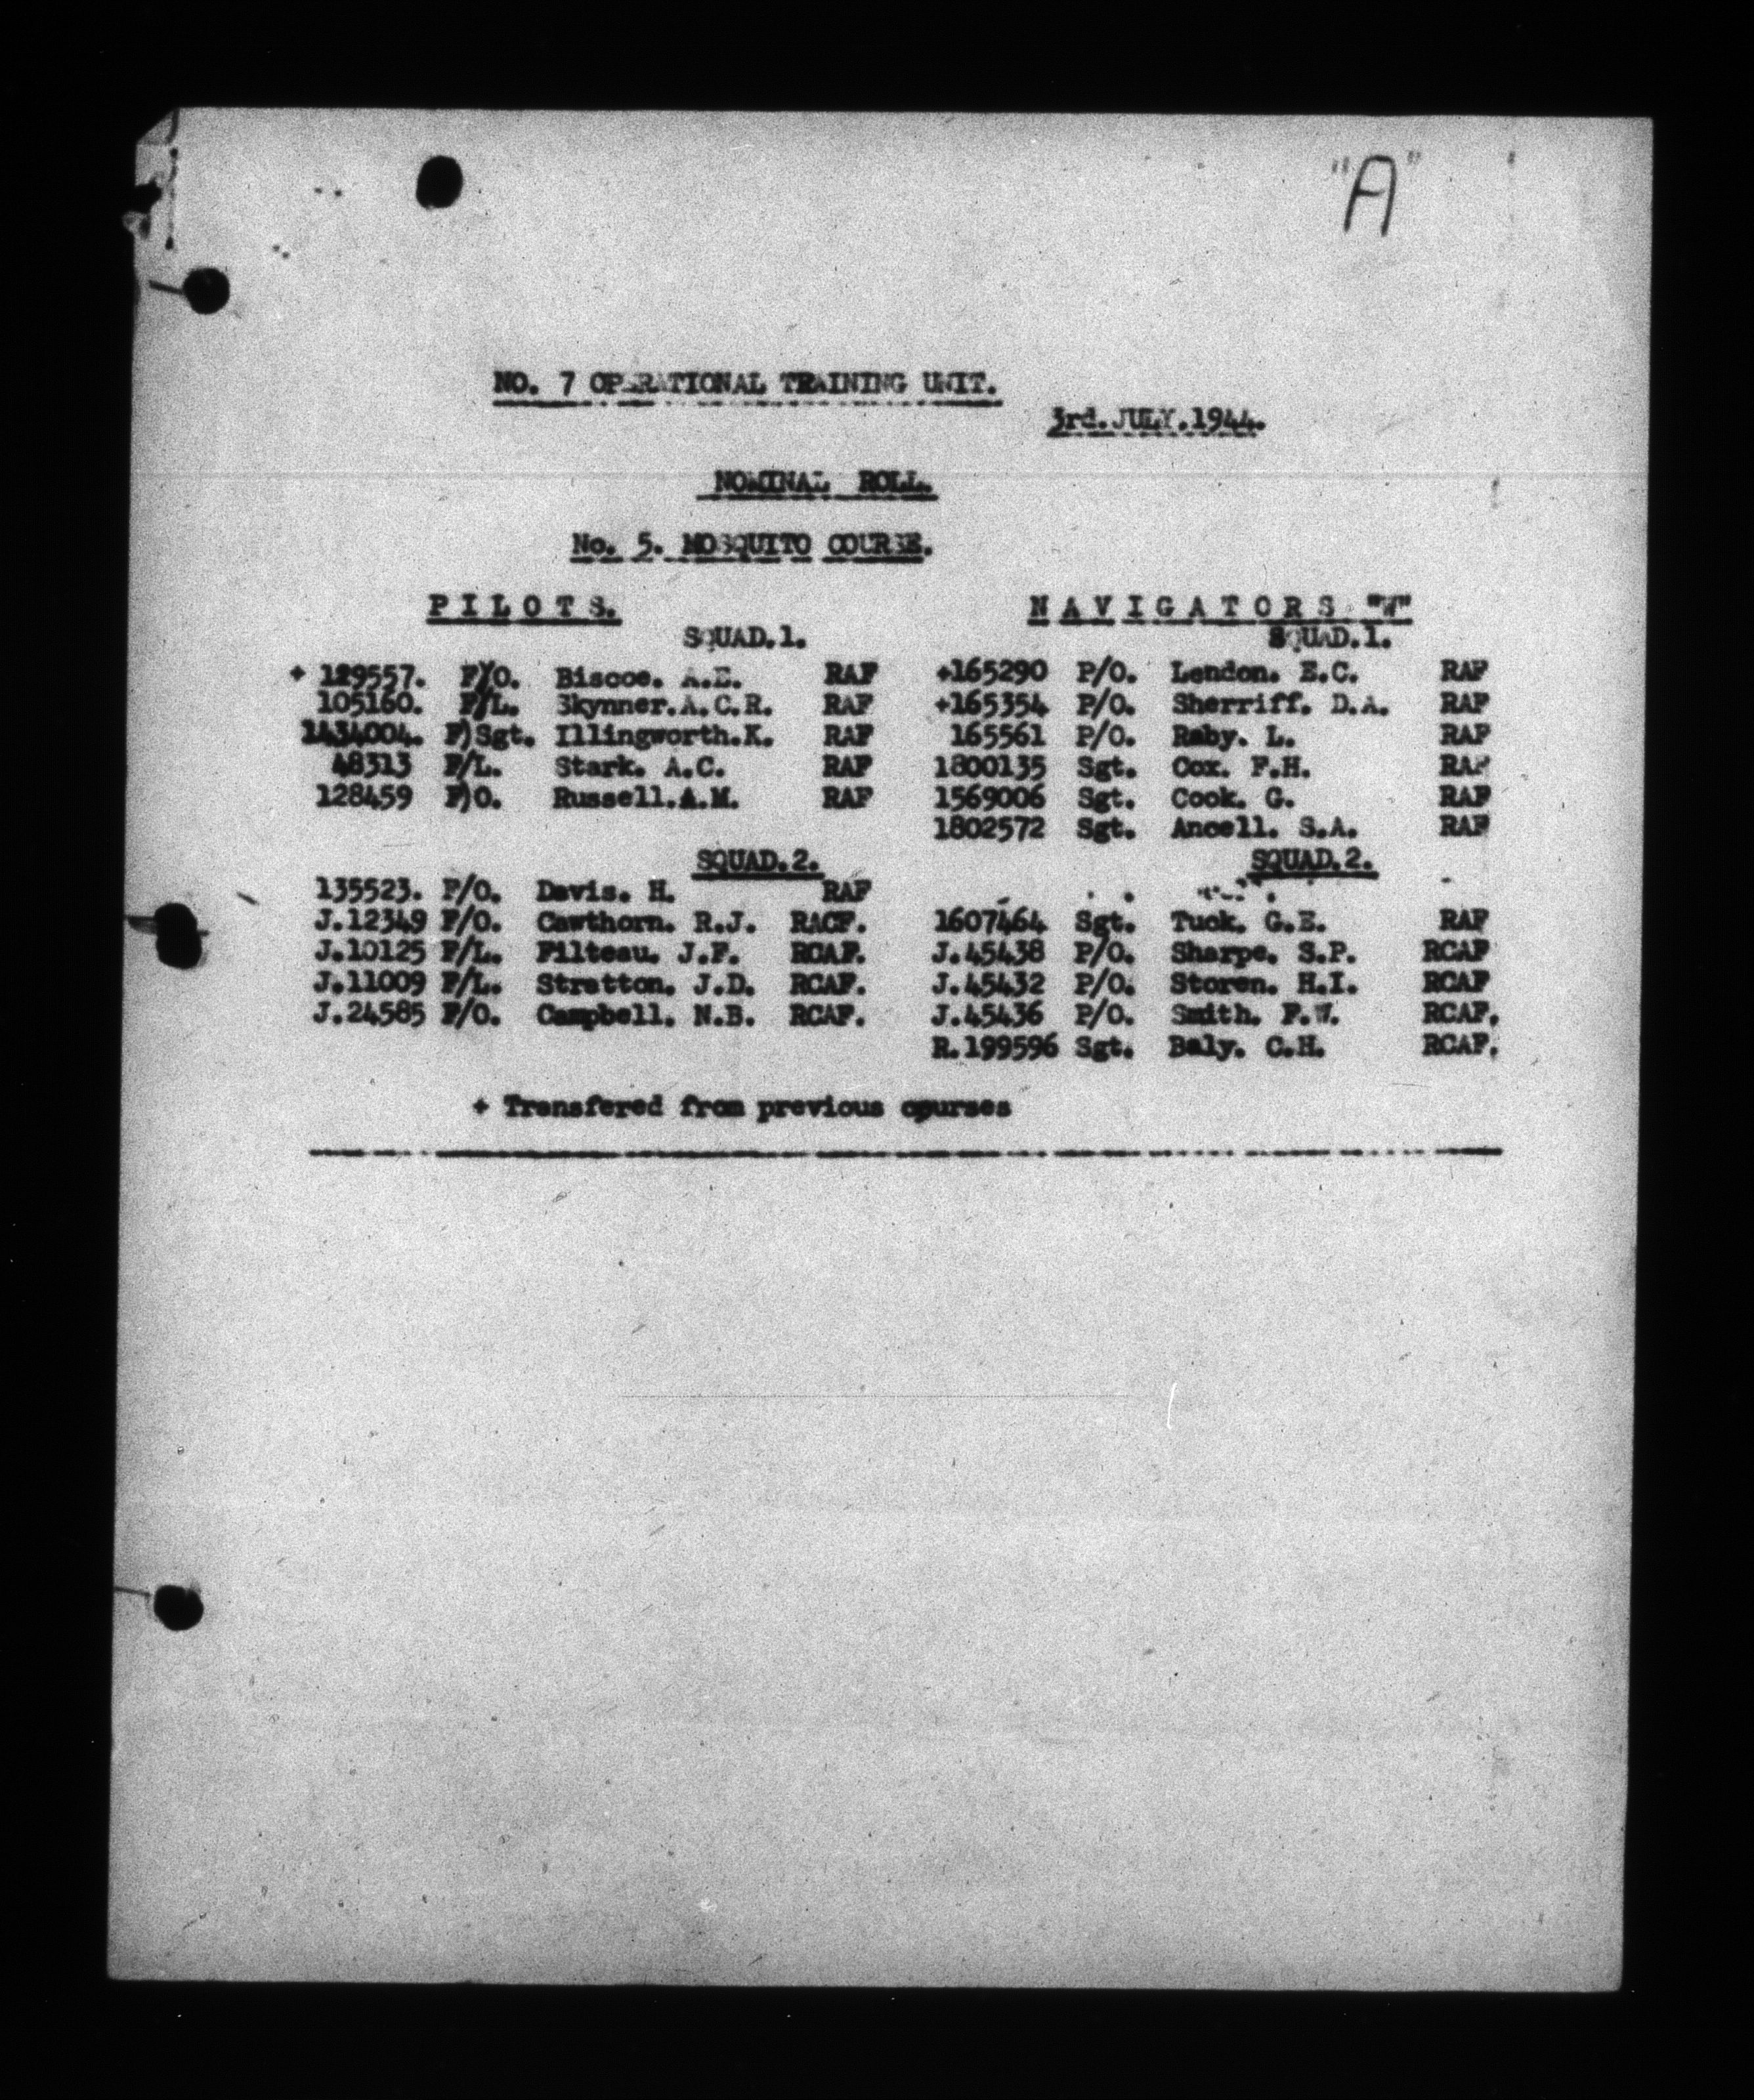 "A"
NO. 7 OPERATIONAL TRAINING UNIT.
3rd.JULY.1944.
NOMINAL ROLL.
No. 5. MOSQUITO COURSE.
P I L O T S. N A V I G A T O R S "W"
SQUAD.1. SQUAD.1.
+ 129557. F/O. Biscoe. A.E. RAF +165290 P/O. Lendon. E.C. RAF
105160. F/L. Skynner.A.C.R. RAF +165354 P/O. Sherriff. D.A. RAF
1434004. F)Sgt. Illingworth.K. RAF 165561 P/O. Raby. L. RAF
48313 F/L. Stark. A.C. RAF 1800135 Sgt. Cox. F.H. RAF
128459 F)O. Russell.A.M. RAF 1569006 Sgt. Cook. G. RAF
1802572 Sgt. Ancell. S.A. RAF
SQUAD.2. SQUAD.2.
135523. F/O. Davis. H. RAF
J.12349 F/O. Cawthorn. R.J. RACF. 1607464 Sgt. Tuck. G.E. RAF
J.10125 F/L. Filteau. J.F. RCAF. J.45438 P/O. Sharpe. S.P. RCAF
J.11009 F/L. Stratton. J.D. RCAF. J.45432 P/O. Storen. H.I. RCAF
J.24585 F/O. Campbell. N.B. RCAF. J.45436 P/O. Smith. F.W. RCAF.
R.199596 Sgt. Baly. C.H. RCAF.
+ Transfered from previous courses